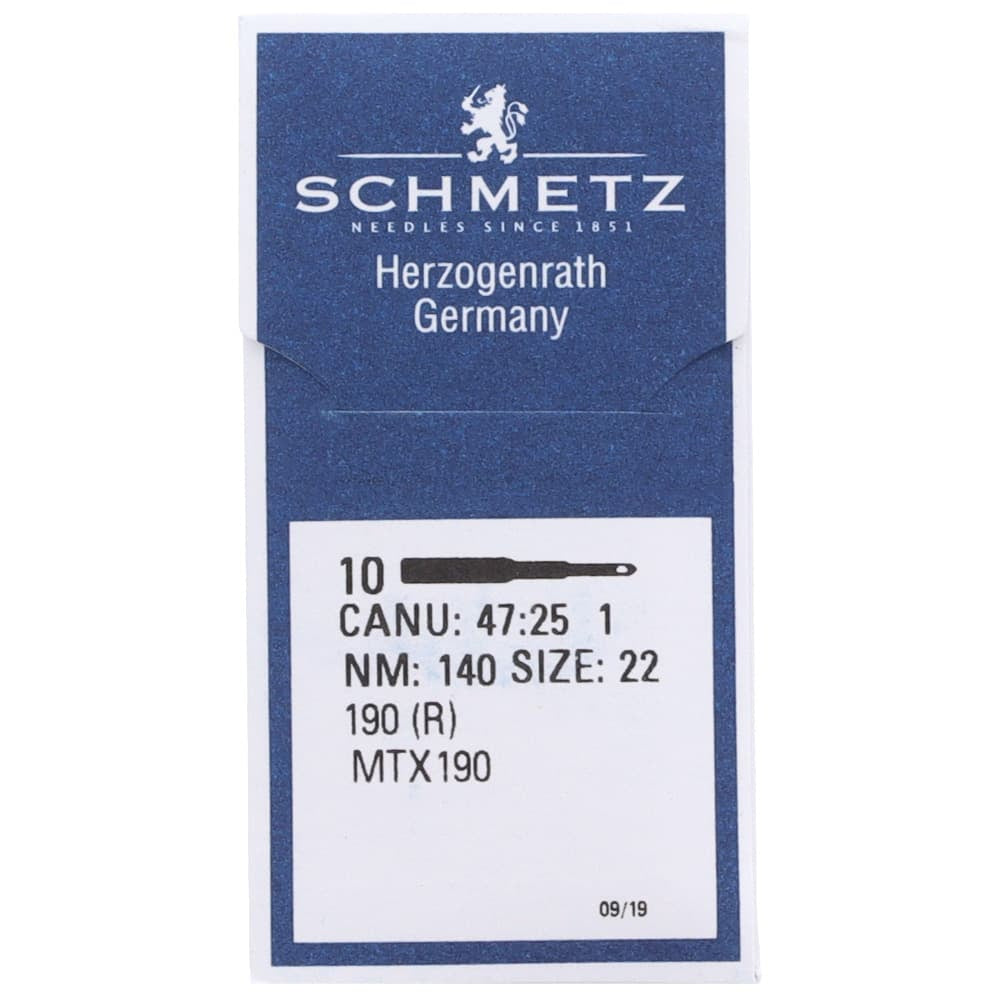 SCHMETZ
NEEDLES SINCE 1851
Herzogenrath
Germany
10
CANU: 47:25 1
NM: 140 SIZE: 22
190 (R)
MTX190
09/19